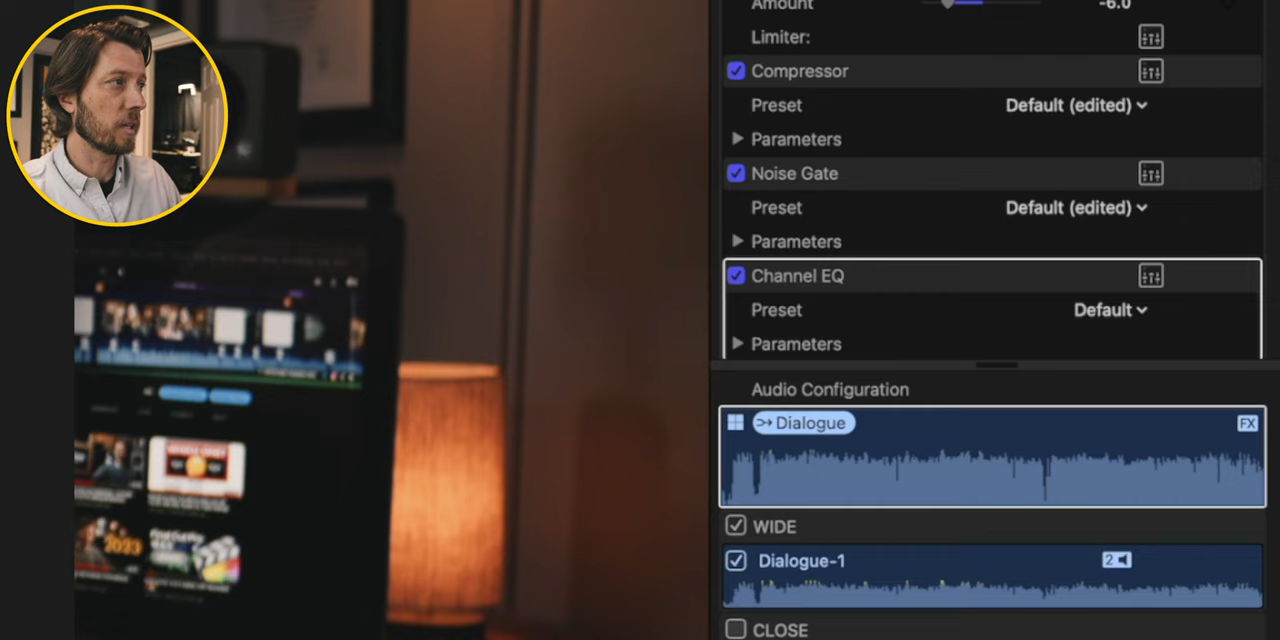 Amount -6.0
Limiter:
Compressor
Preset Default (edited)
Parameters
Noise Gate
Preset Default (edited)
Parameters
Channel EQ
Preset Default
Parameters
Audio Configuration
Dialogue FX
WIDE
Dialogue-1 2
CLOSE